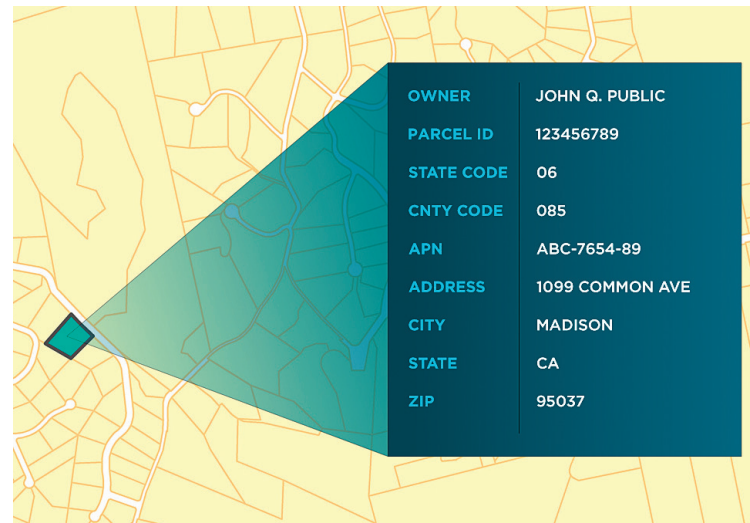 OWNER JOHN Q. PUBLIC
PARCEL ID 123456789
STATE CODE 06
CNTY CODE 085
APN ABC-7654-89
ADDRESS 1099 COMMON AVE
CITY MADISON
STATE CA
ZIP 95037